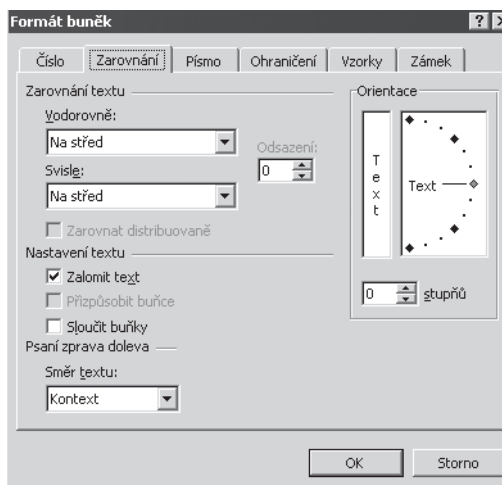 Formát buněk
Číslo Zarovnání Písmo Ohraničení Vzorky Zámek
Zarovnání textu
Vodorovně:
Na střed
Odsazení:
0
Svisle:
Na střed
Zarovnat distribuovaně
Nastavení textu
Zalomit text
Přizpůsobit buňce
Sloučit buňky
Psaní zprava doleva
Směr textu:
Kontext
Orientace
T
e
x
t
Text
0 stupňů
OK Storno